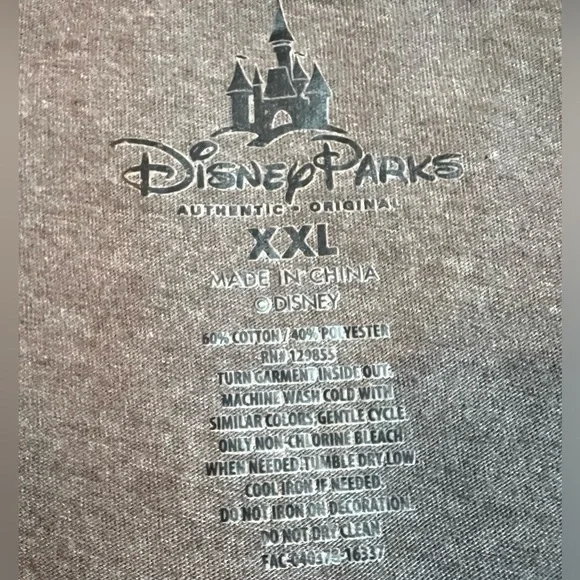 Disney Parks
AUTHENTIC • ORIGINAL
XXL
MADE IN CHINA
© DISNEY
60% COTTON / 40% POLYESTER
RN# 129855
TURN GARMENT INSIDE OUT.
MACHINE WASH COLD WITH
SIMILAR COLORS, GENTLE CYCLE.
ONLY NON-CHLORINE BLEACH
WHEN NEEDED. TUMBLE DRY LOW.
COOL IRON IF NEEDED.
DO NOT IRON ON DECORATION.
DO NOT DRY CLEAN